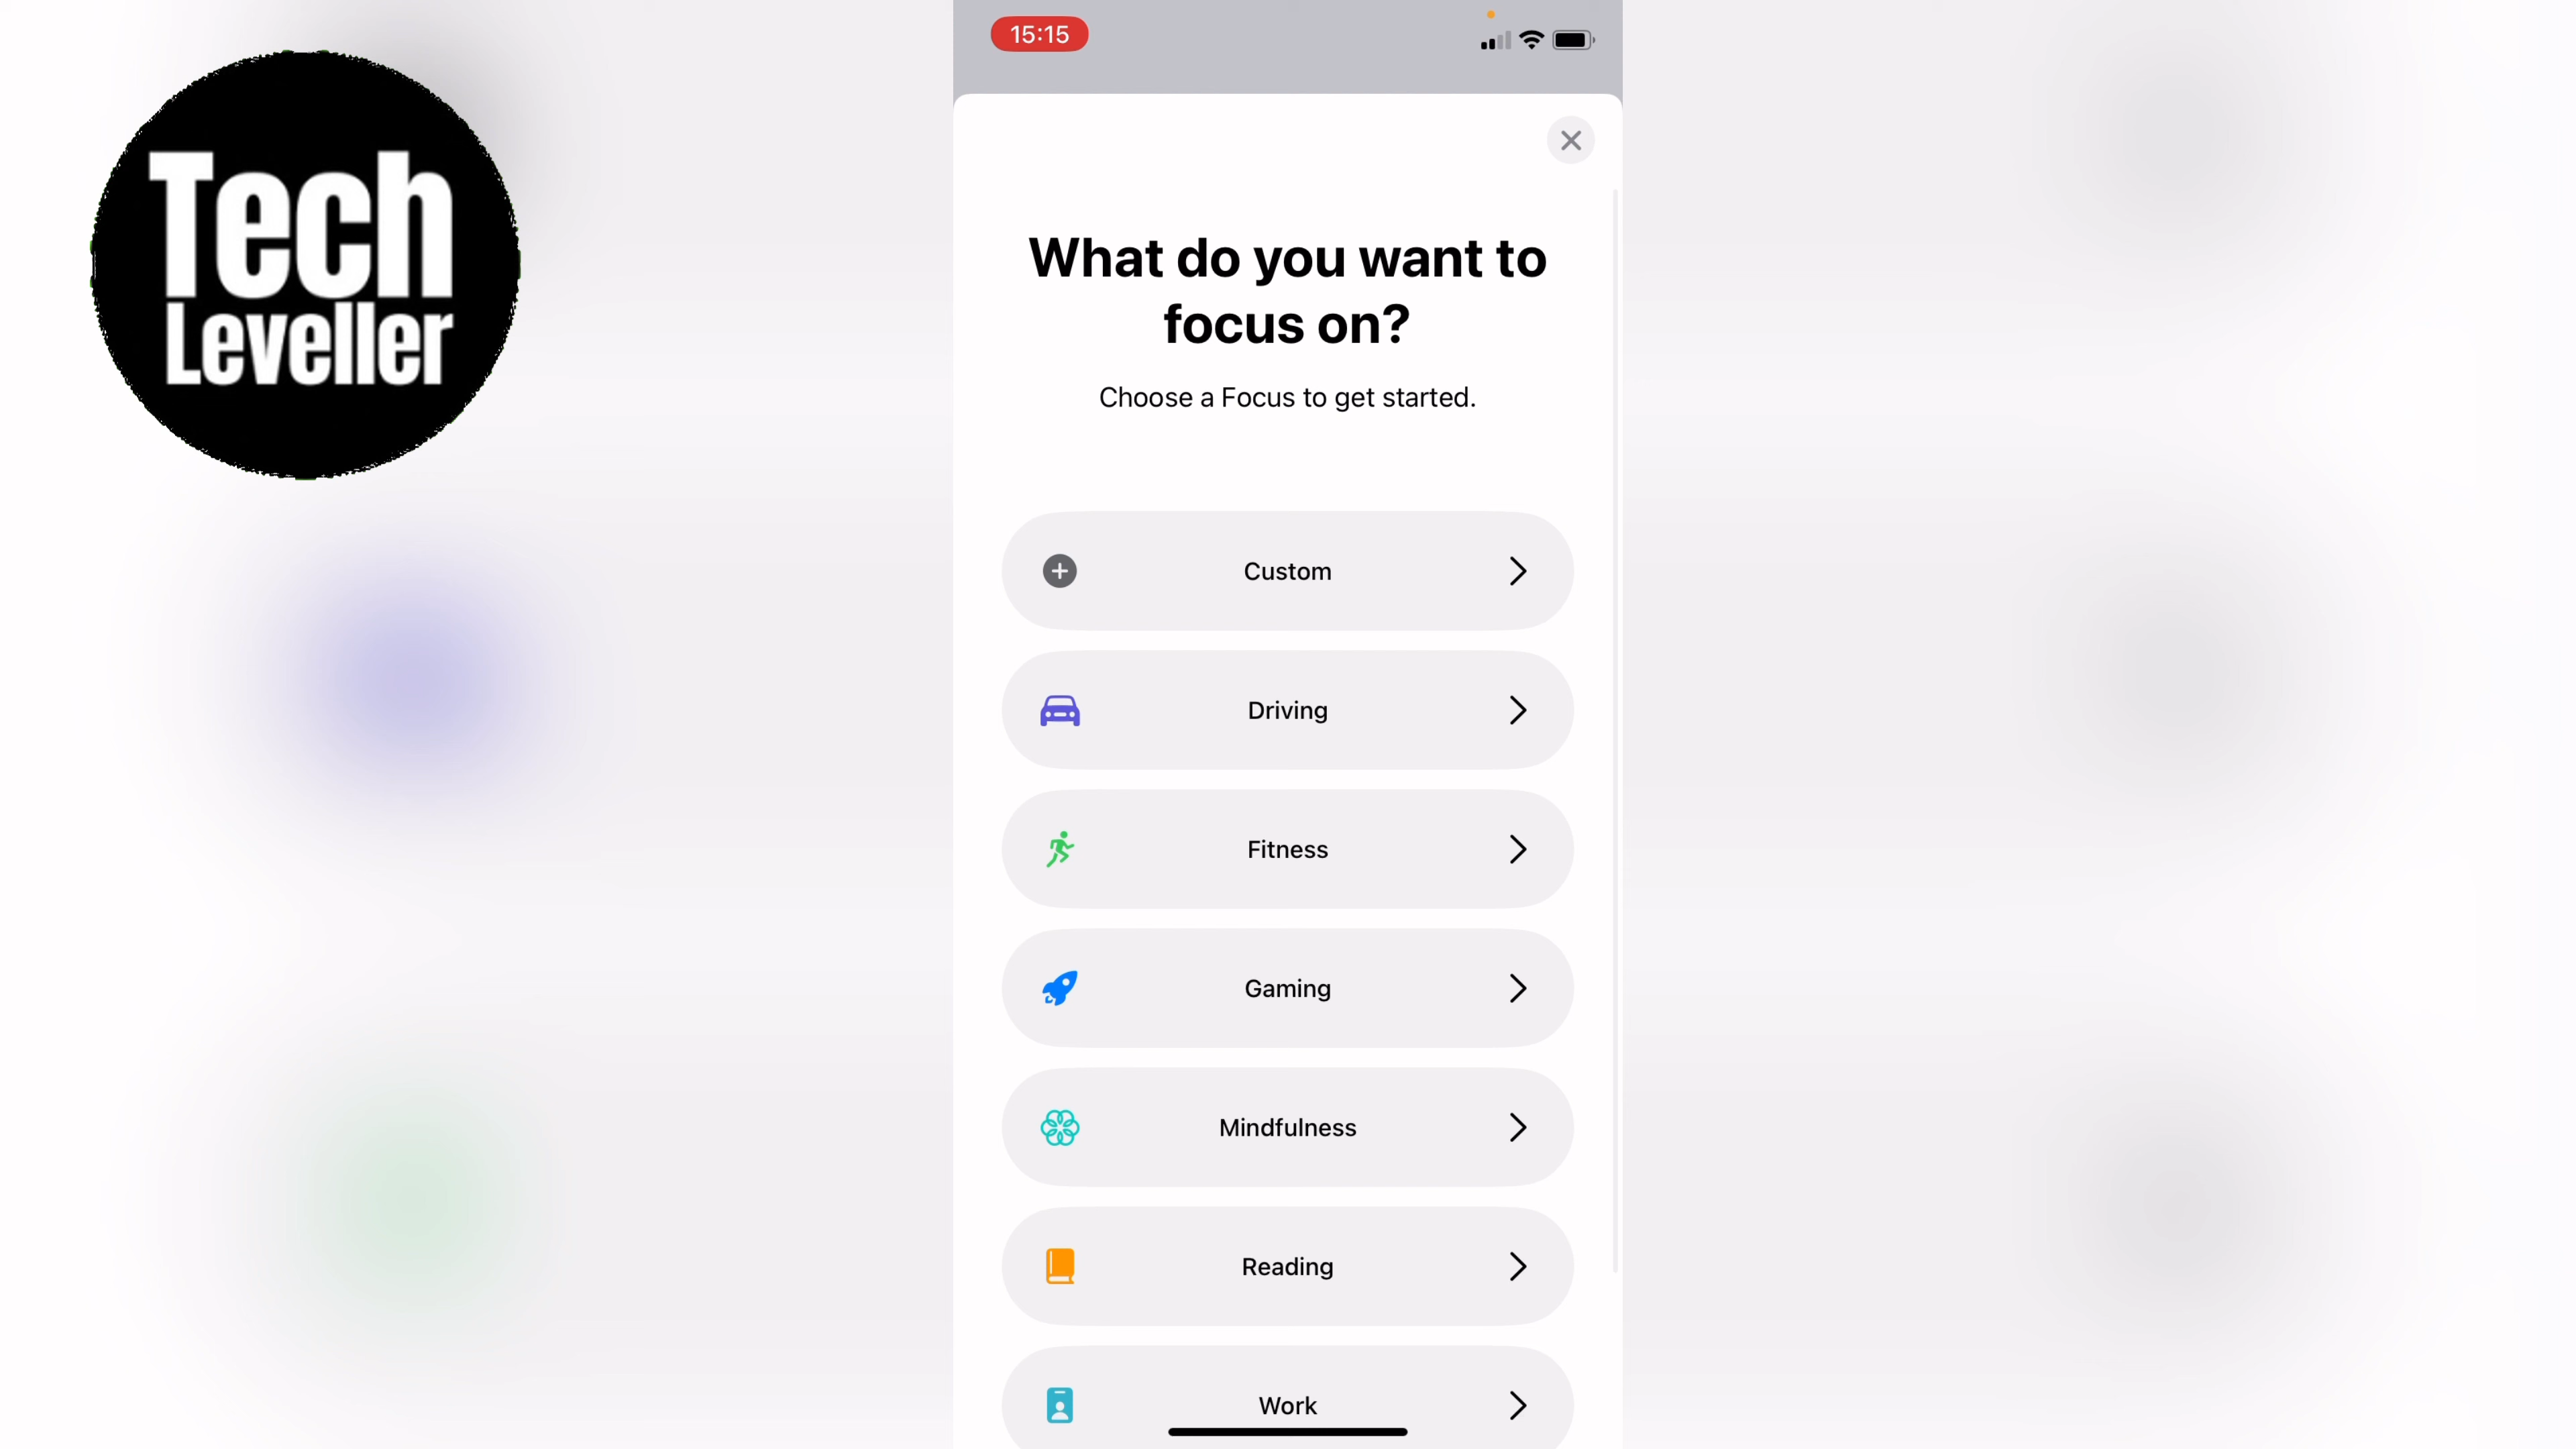 Tech
Leveller
15:15
What do you want to
focus on?
Choose a Focus to get started.
Custom
Driving
Fitness
Gaming
Mindfulness
Reading
Work